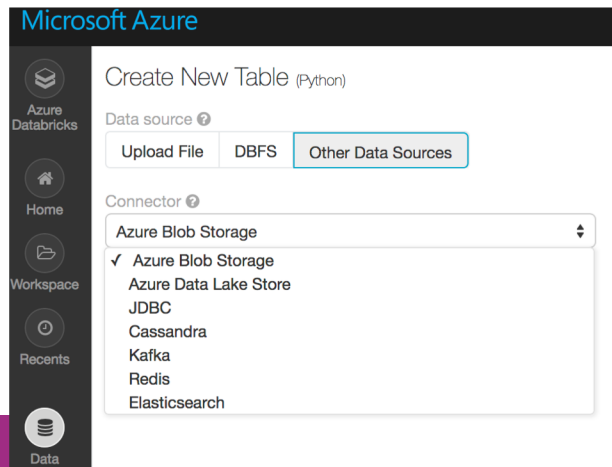 Microsoft Azure
Azure
Databricks
Home
Workspace
Recents
Data
Create New Table (Python)
Data source ?
Upload File DBFS Other Data Sources
Connector ?
Azure Blob Storage
✓ Azure Blob Storage
Azure Data Lake Store
JDBC
Cassandra
Kafka
Redis
Elasticsearch